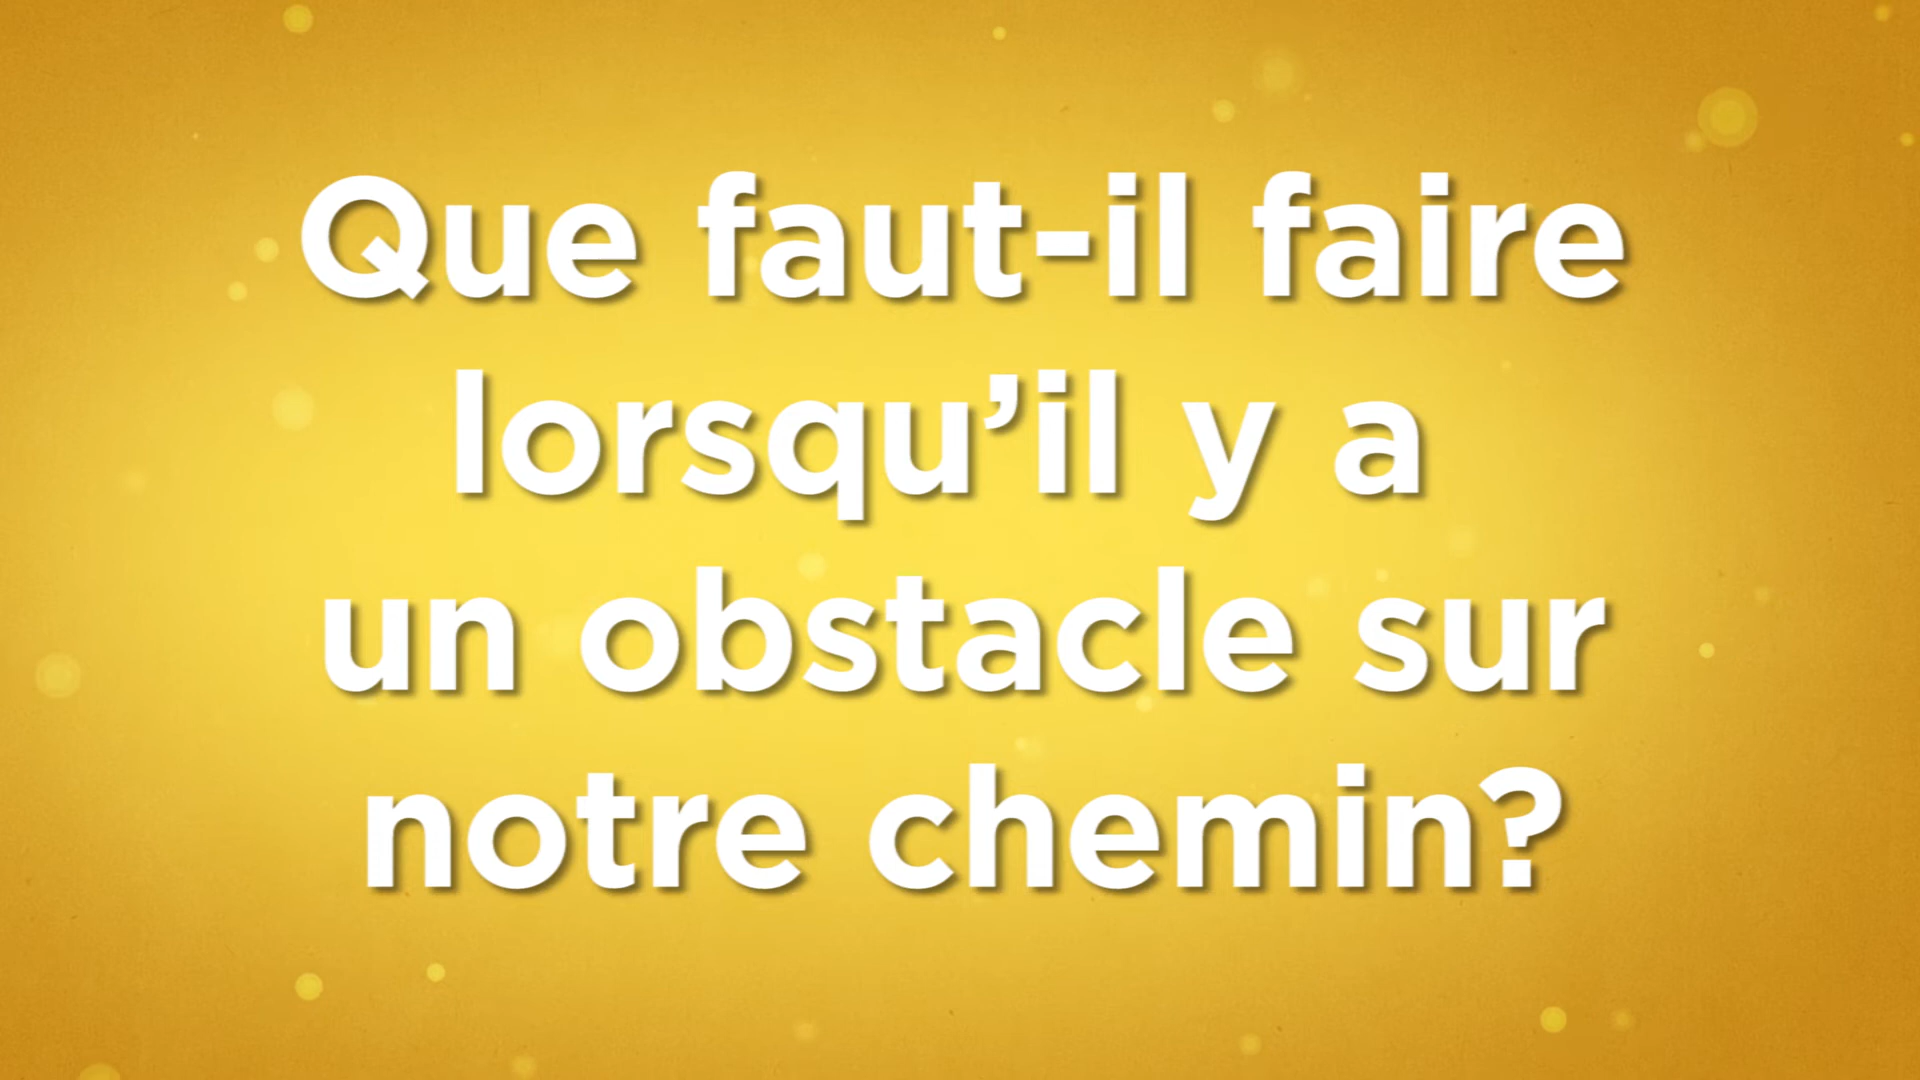 Que faut-il faire
lorsqu’il y a
un obstacle sur
notre chemin?